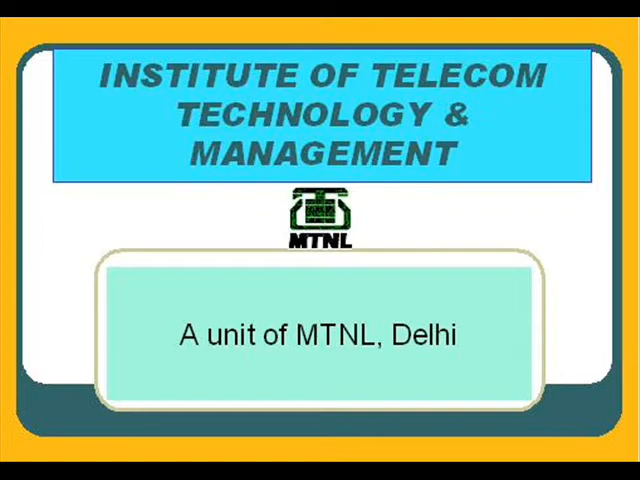 INSTITUTE OF TELECOM
TECHNOLOGY &
MANAGEMENT
MTNL
A unit of MTNL, Delhi